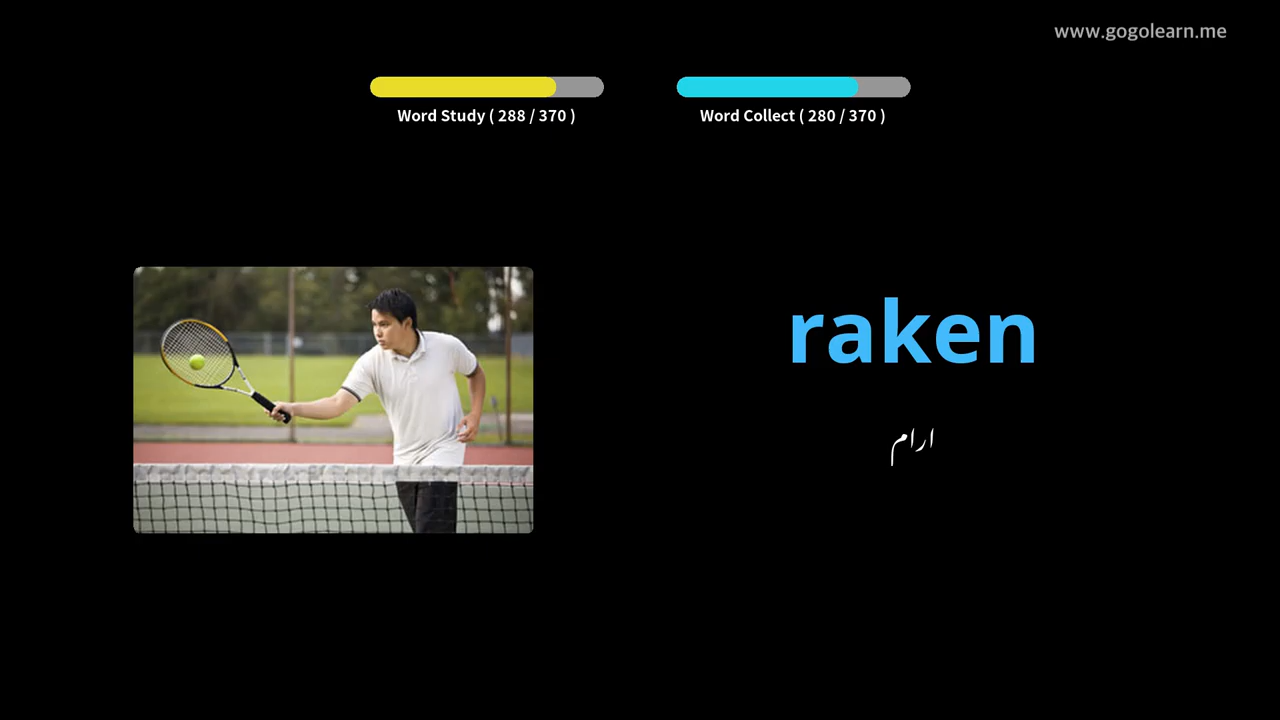 www.gogolearn.me
Word Study ( 288 / 370 )
Word Collect ( 280 / 370 )
raken
ارام